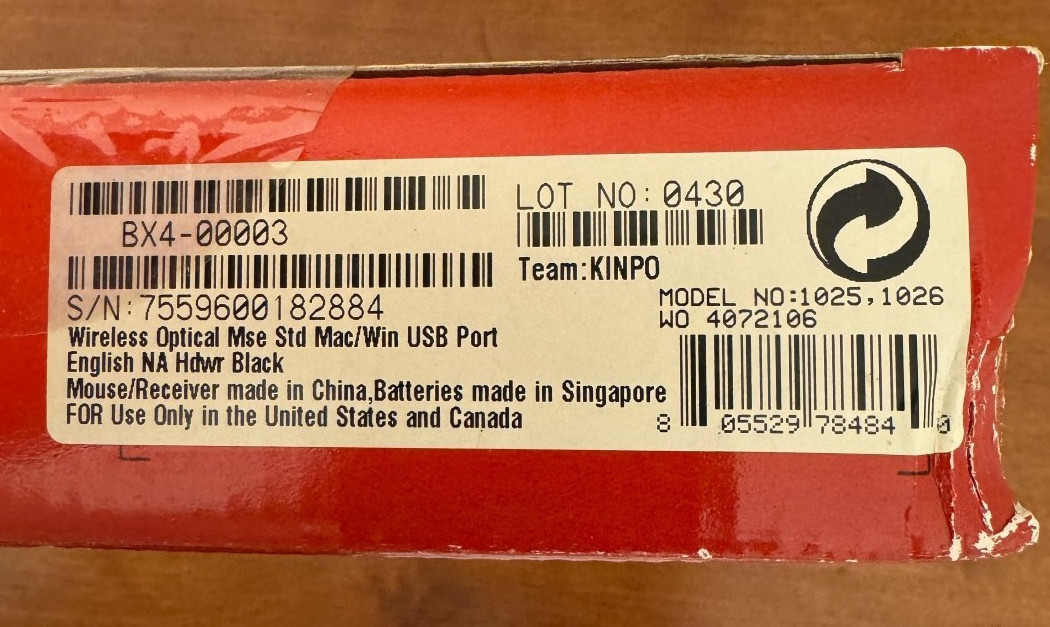 BX4-00003
S/N:7559600182884
Wireless Optical Mse Std Mac/Win USB Port
English NA Hdwr Black
Mouse/Receiver made in China,Batteries made in Singapore
FOR Use Only in the United States and Canada
LOT NO:0430
Team:KINPO
MODEL NO:1025,1026
WO 4072106
8 05529 78484 0